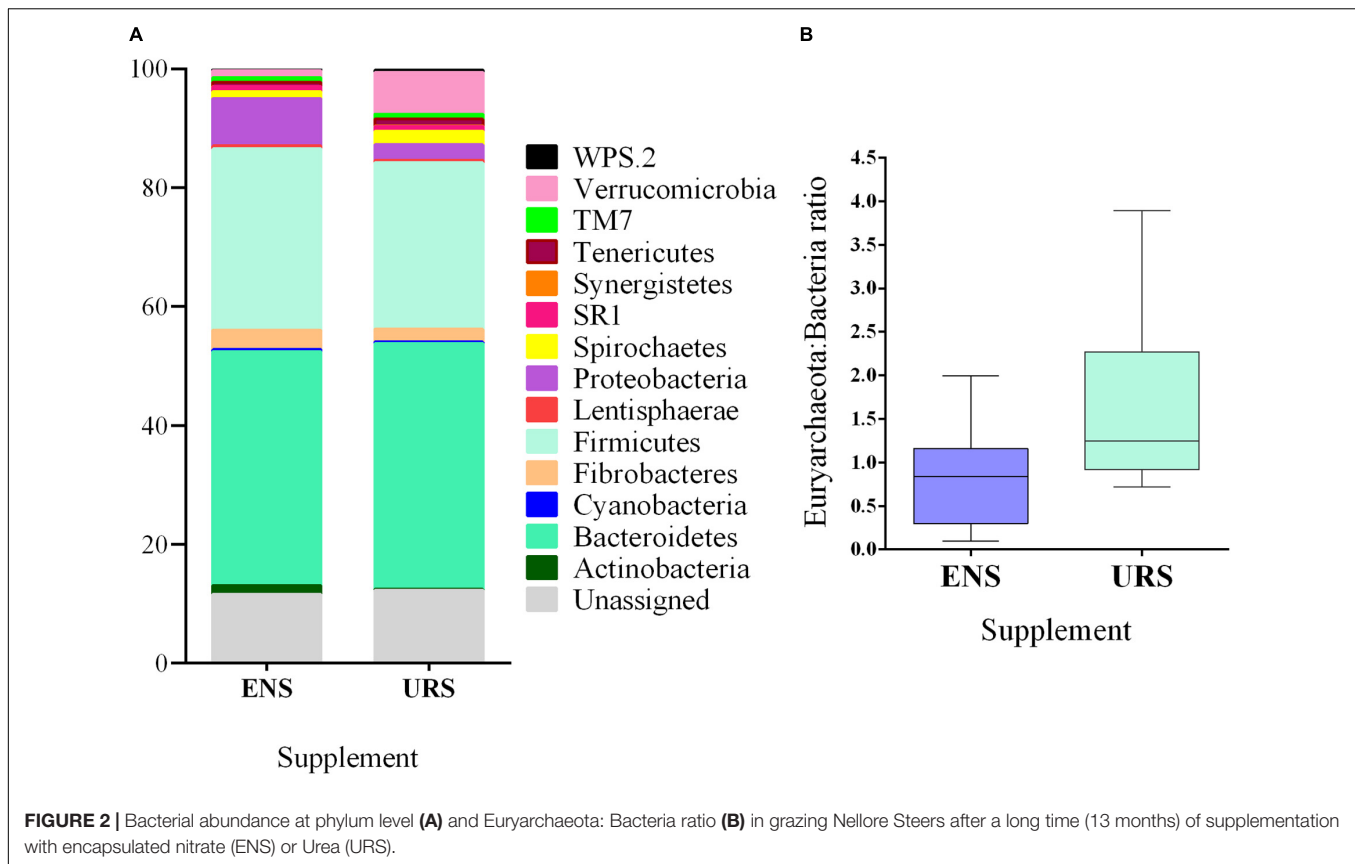 A
100
80
60
40
20
0
ENS URS
Supplement
WPS.2
Verrucomicrobia
TM7
Tenericutes
Synergistetes
SR1
Spirochaetes
Proteobacteria
Lentisphaerae
Firmicutes
Fibrobacteres
Cyanobacteria
Bacteroidetes
Actinobacteria
Unassigned
B
Euryarchaeota:Bacteria ratio
4.5
4.0
3.5
3.0
2.5
2.0
1.5
1.0
0.5
0.0
ENS URS
Supplement
FIGURE 2 | Bacterial abundance at phylum level (A) and Euryarchaeota: Bacteria ratio (B) in grazing Nellore Steers after a long time (13 months) of supplementation
with encapsulated nitrate (ENS) or Urea (URS).